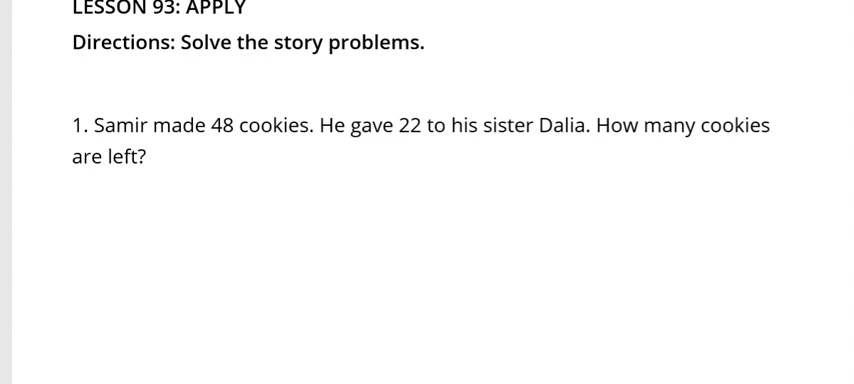 LESSON 93: APPLY
Directions: Solve the story problems.
1. Samir made 48 cookies. He gave 22 to his sister Dalia. How many cookies
are left?